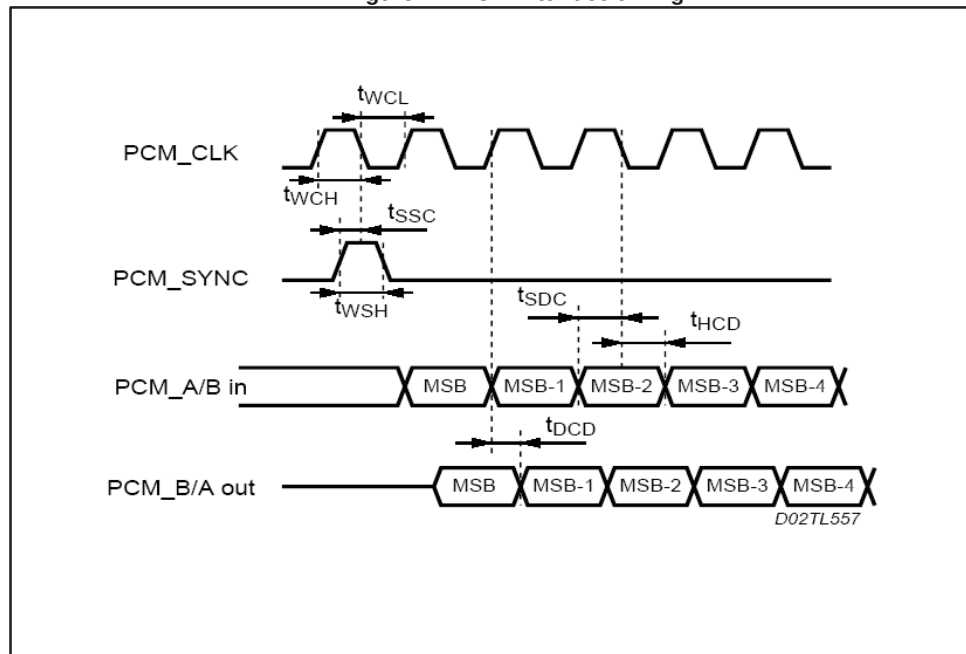 tWCL
PCM_CLK
tWCH
tSSC
PCM_SYNC
tWSH
tSDC
tHCD
PCM_A/B in
MSB MSB-1 MSB-2 MSB-3 MSB-4
tDCD
PCM_B/A out
MSB MSB-1 MSB-2 MSB-3 MSB-4
D02TL557